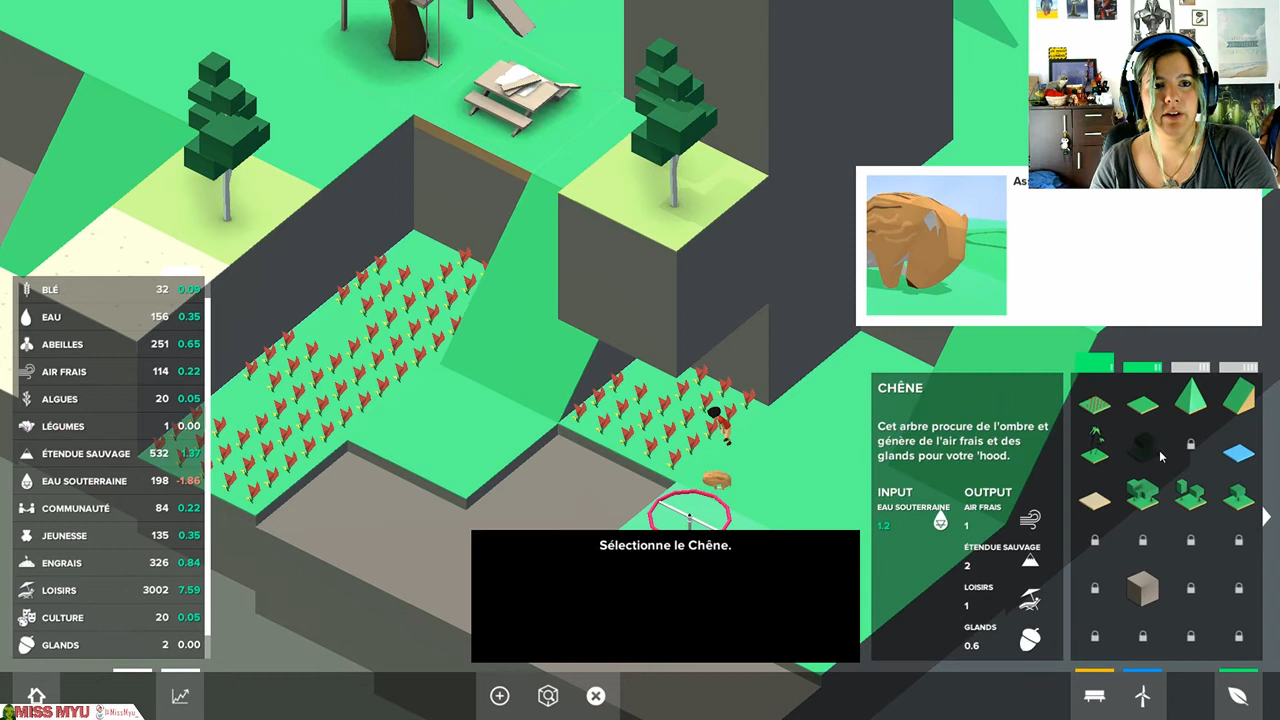 As
BLÉ 32 0.09
EAU 156 0.35
ABEILLES 251 0.65
AIR FRAIS 114 0.22
ALGUES 20 0.05
LÉGUMES 1 0.00
ÉTENDUE SAUVAGE 532 1.37
EAU SOUTERRAINE 198 -1.86
COMMUNAUTÉ 84 0.22
JEUNESSE 135 0.35
ENGRAIS 326 0.84
LOISIRS 3002 7.59
CULTURE 20 0.05
GLANDS 2 0.00
CHÊNE
Cet arbre procure de l'ombre et
génère de l'air frais et des
glands pour votre 'hood.
INPUT
EAU SOUTERRAINE
1.2
OUTPUT
AIR FRAIS
1
ÉTENDUE SAUVAGE
2
LOISIRS
1
GLANDS
0.6
Sélectionne le Chêne.
MISS MYU
@MissMyu_